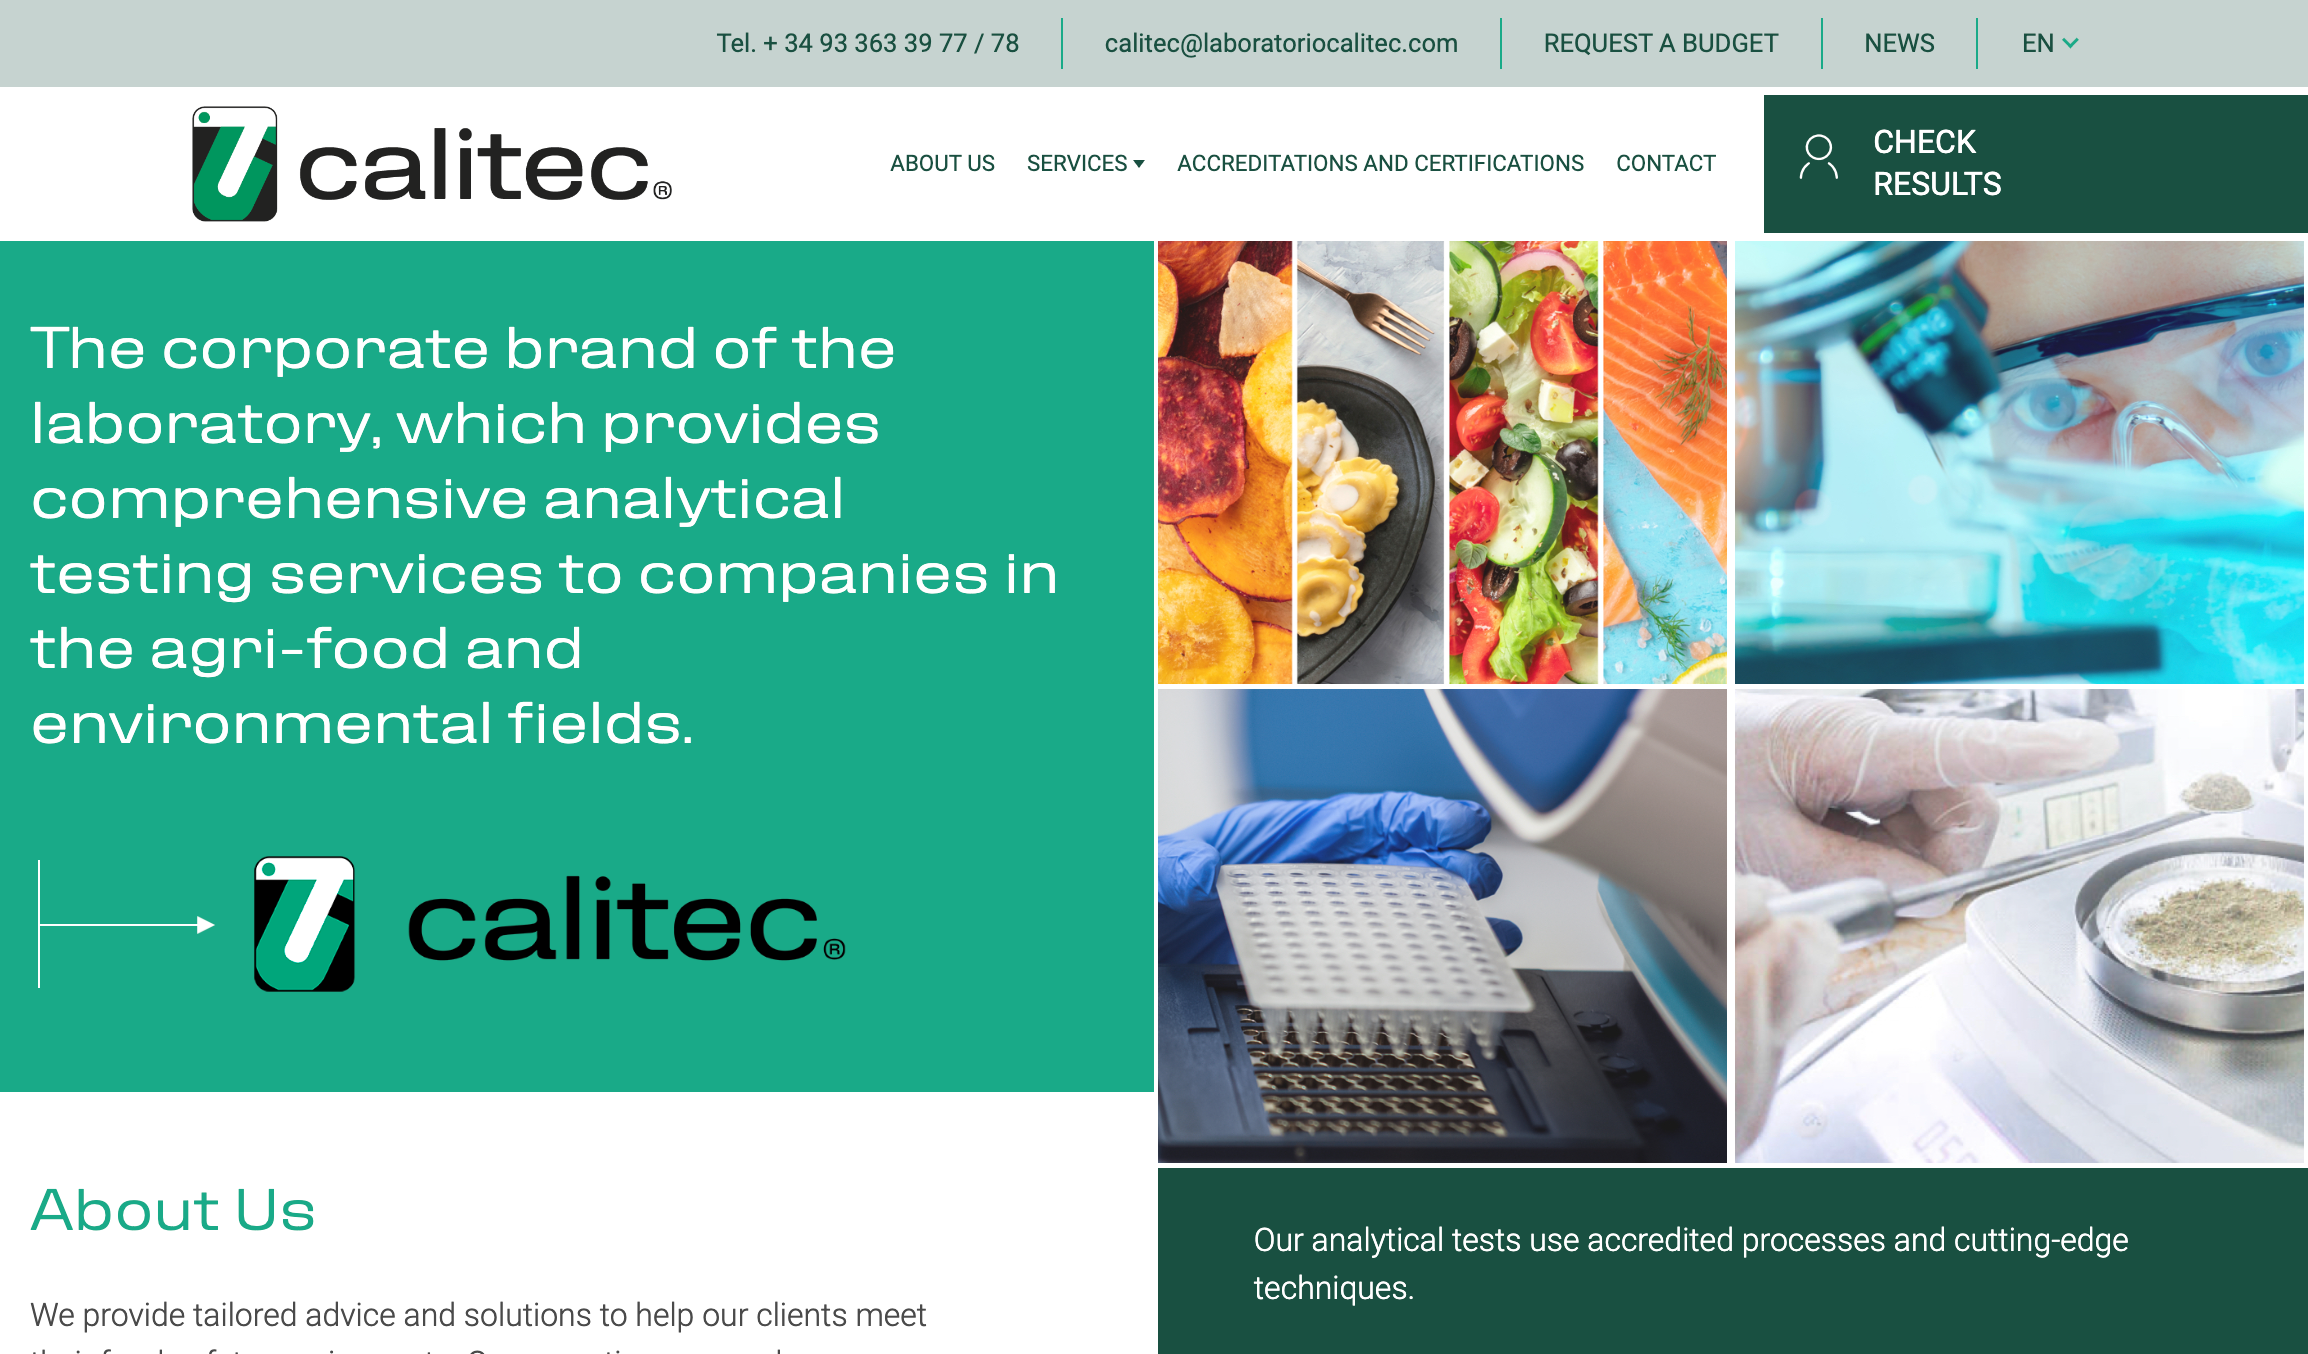 Tel. + 34 93 363 39 77 / 78
calitec@laboratoriocalitec.com
REQUEST A BUDGET
NEWS
EN
calitec®
ABOUT US
SERVICES
ACCREDITATIONS AND CERTIFICATIONS
CONTACT
CHECK
RESULTS
The corporate brand of the
laboratory, which provides
comprehensive analytical
testing services to companies in
the agri-food and
environmental fields.
calitec®
About Us
We provide tailored advice and solutions to help our clients meet
Our analytical tests use accredited processes and cutting-edge
techniques.